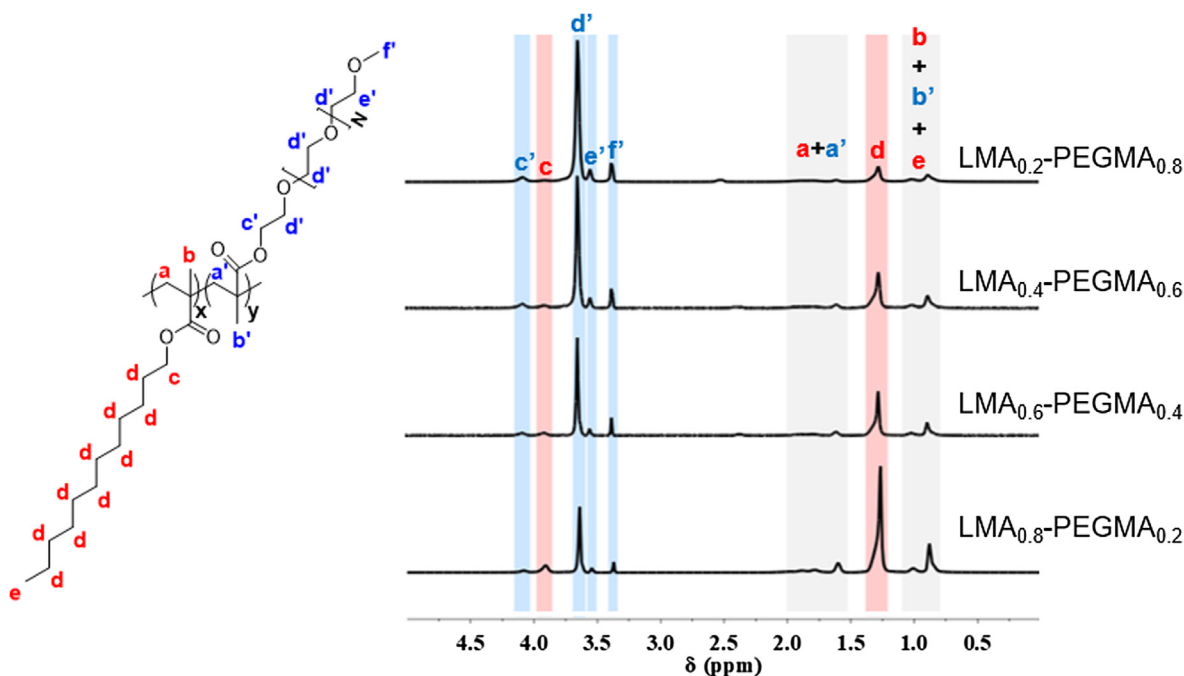 f'
O
d'
e'
N
d'
O
d'
d'
O
c'
d'
O
O
b
a
a'
x
y
O
O
b'
d
c
d
d
d
d
d
d
d
d
d
d
e
d'
c'
c
e'
f'
a+a'
d
b
+
b'
+
e
LMA0.2-PEGMA0.8
LMA0.4-PEGMA0.6
LMA0.6-PEGMA0.4
LMA0.8-PEGMA0.2
4.5 4.0 3.5 3.0 2.5 2.0 1.5 1.0 0.5
δ (ppm)